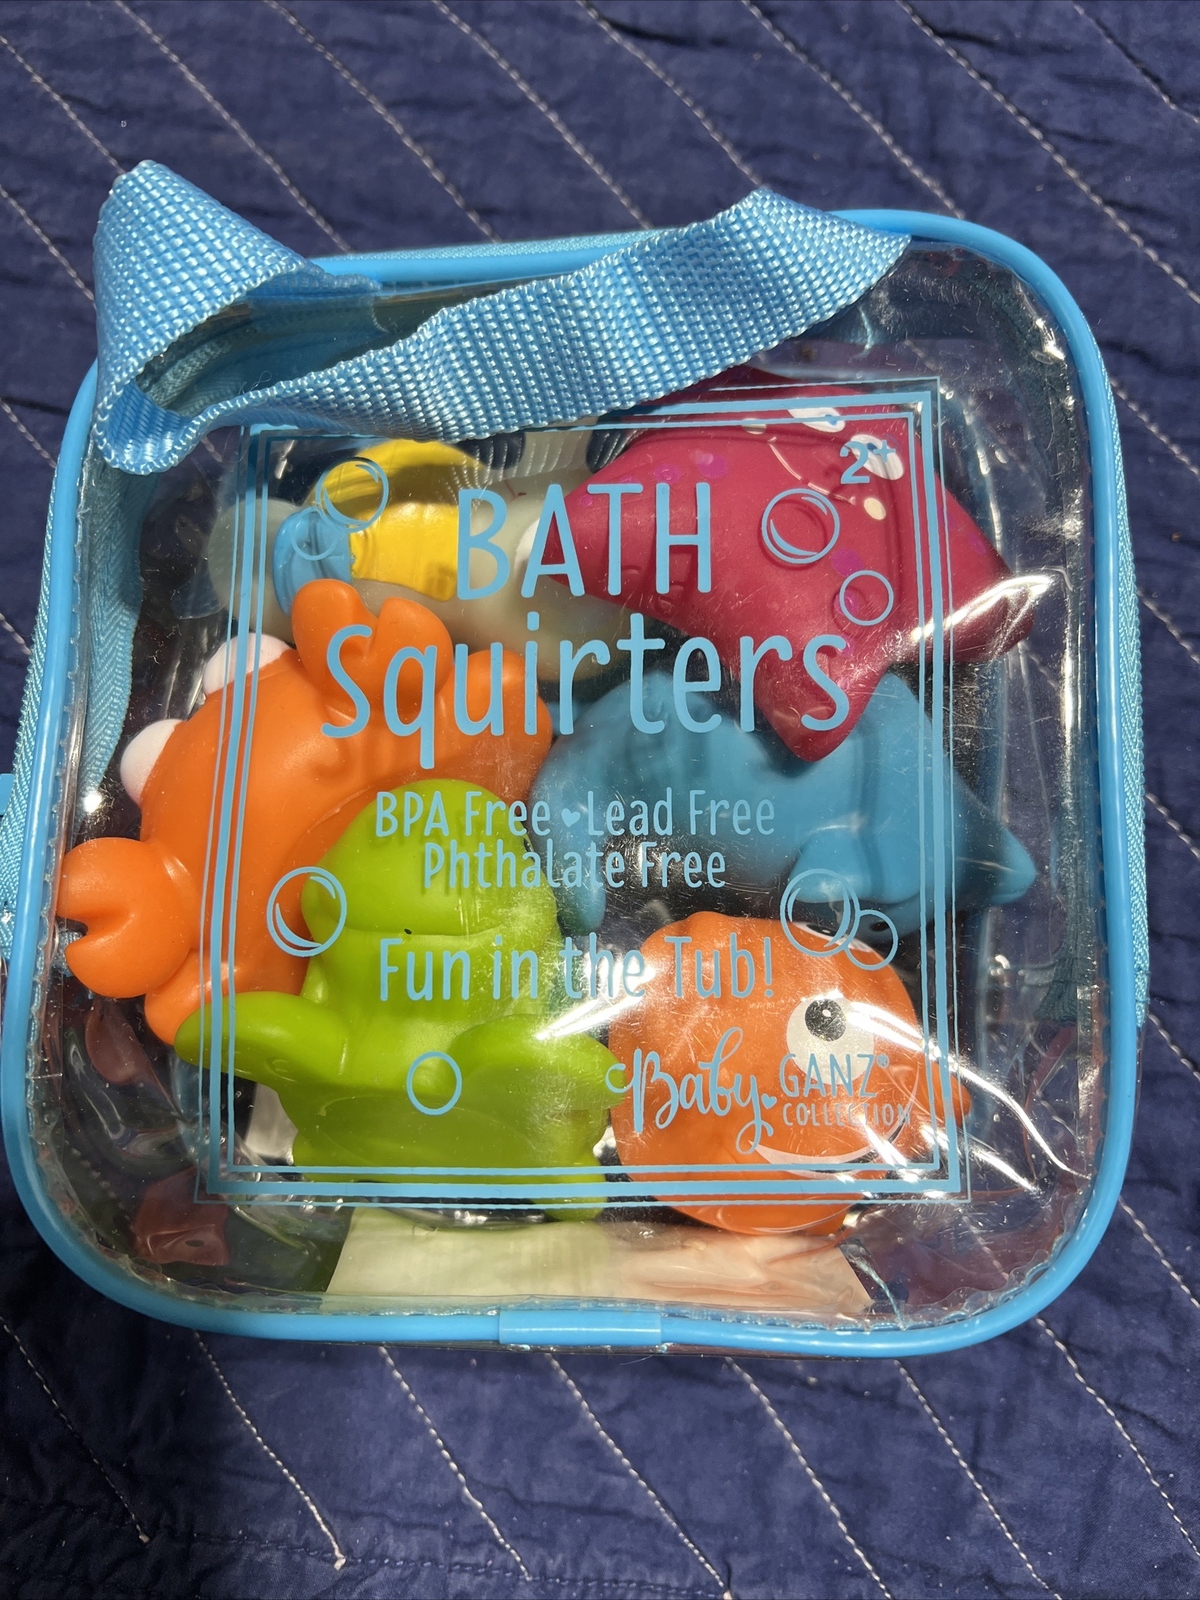 2+
BATH
Squirters
BPA Free ♥ Lead Free
Phthalate Free
Fun in the Tub!
Baby GANZ®
COLLECTION